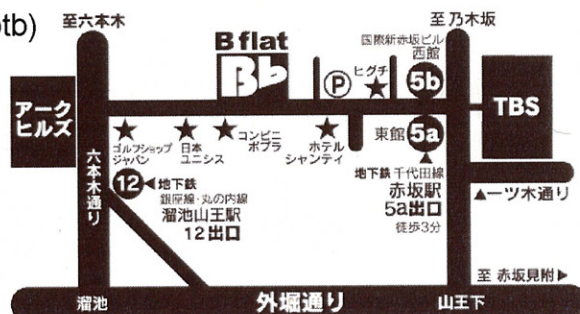 otb)
至六本木
至乃木坂
B flat
B♭
国際新赤坂ビル
西館
5b
P
ヒグチ
アーク
ヒルズ
TBS
ゴルフショップ
ジャパン
日本
ユニシス
コンビニ
ポプラ
ホテル
シャンティ
東館
5a
六本木通り
12
地下鉄
銀座線・丸の内線
溜池山王駅
12出口
地下鉄 千代田線
赤坂駅
5a出口
徒歩3分
▲一ツ木通り
至 赤坂見附▶
溜池
外堀通り
山王下